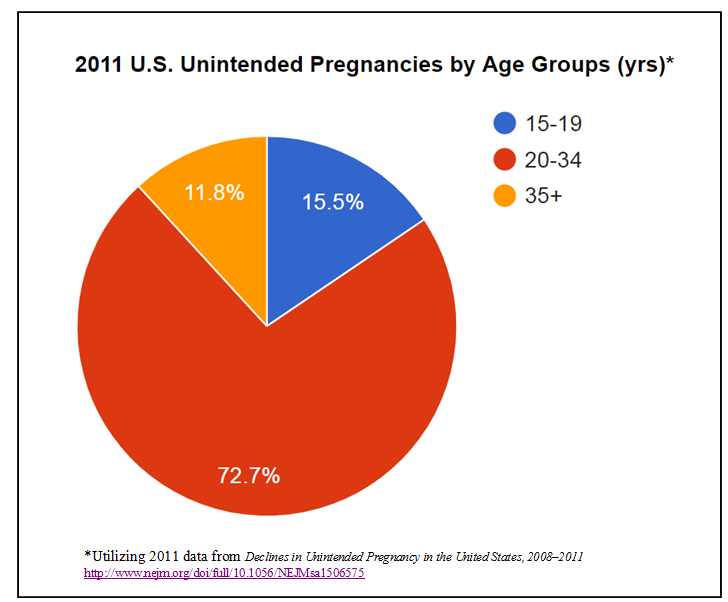 2011 U.S. Unintended Pregnancies by Age Groups (yrs)*
15-19
20-34
35+
11.8%
15.5%
72.7%
*Utilizing 2011 data from Declines in Unintended Pregnancy in the United States, 2008–2011
http://www.nejm.org/doi/full/10.1056/NEJMsa1506575